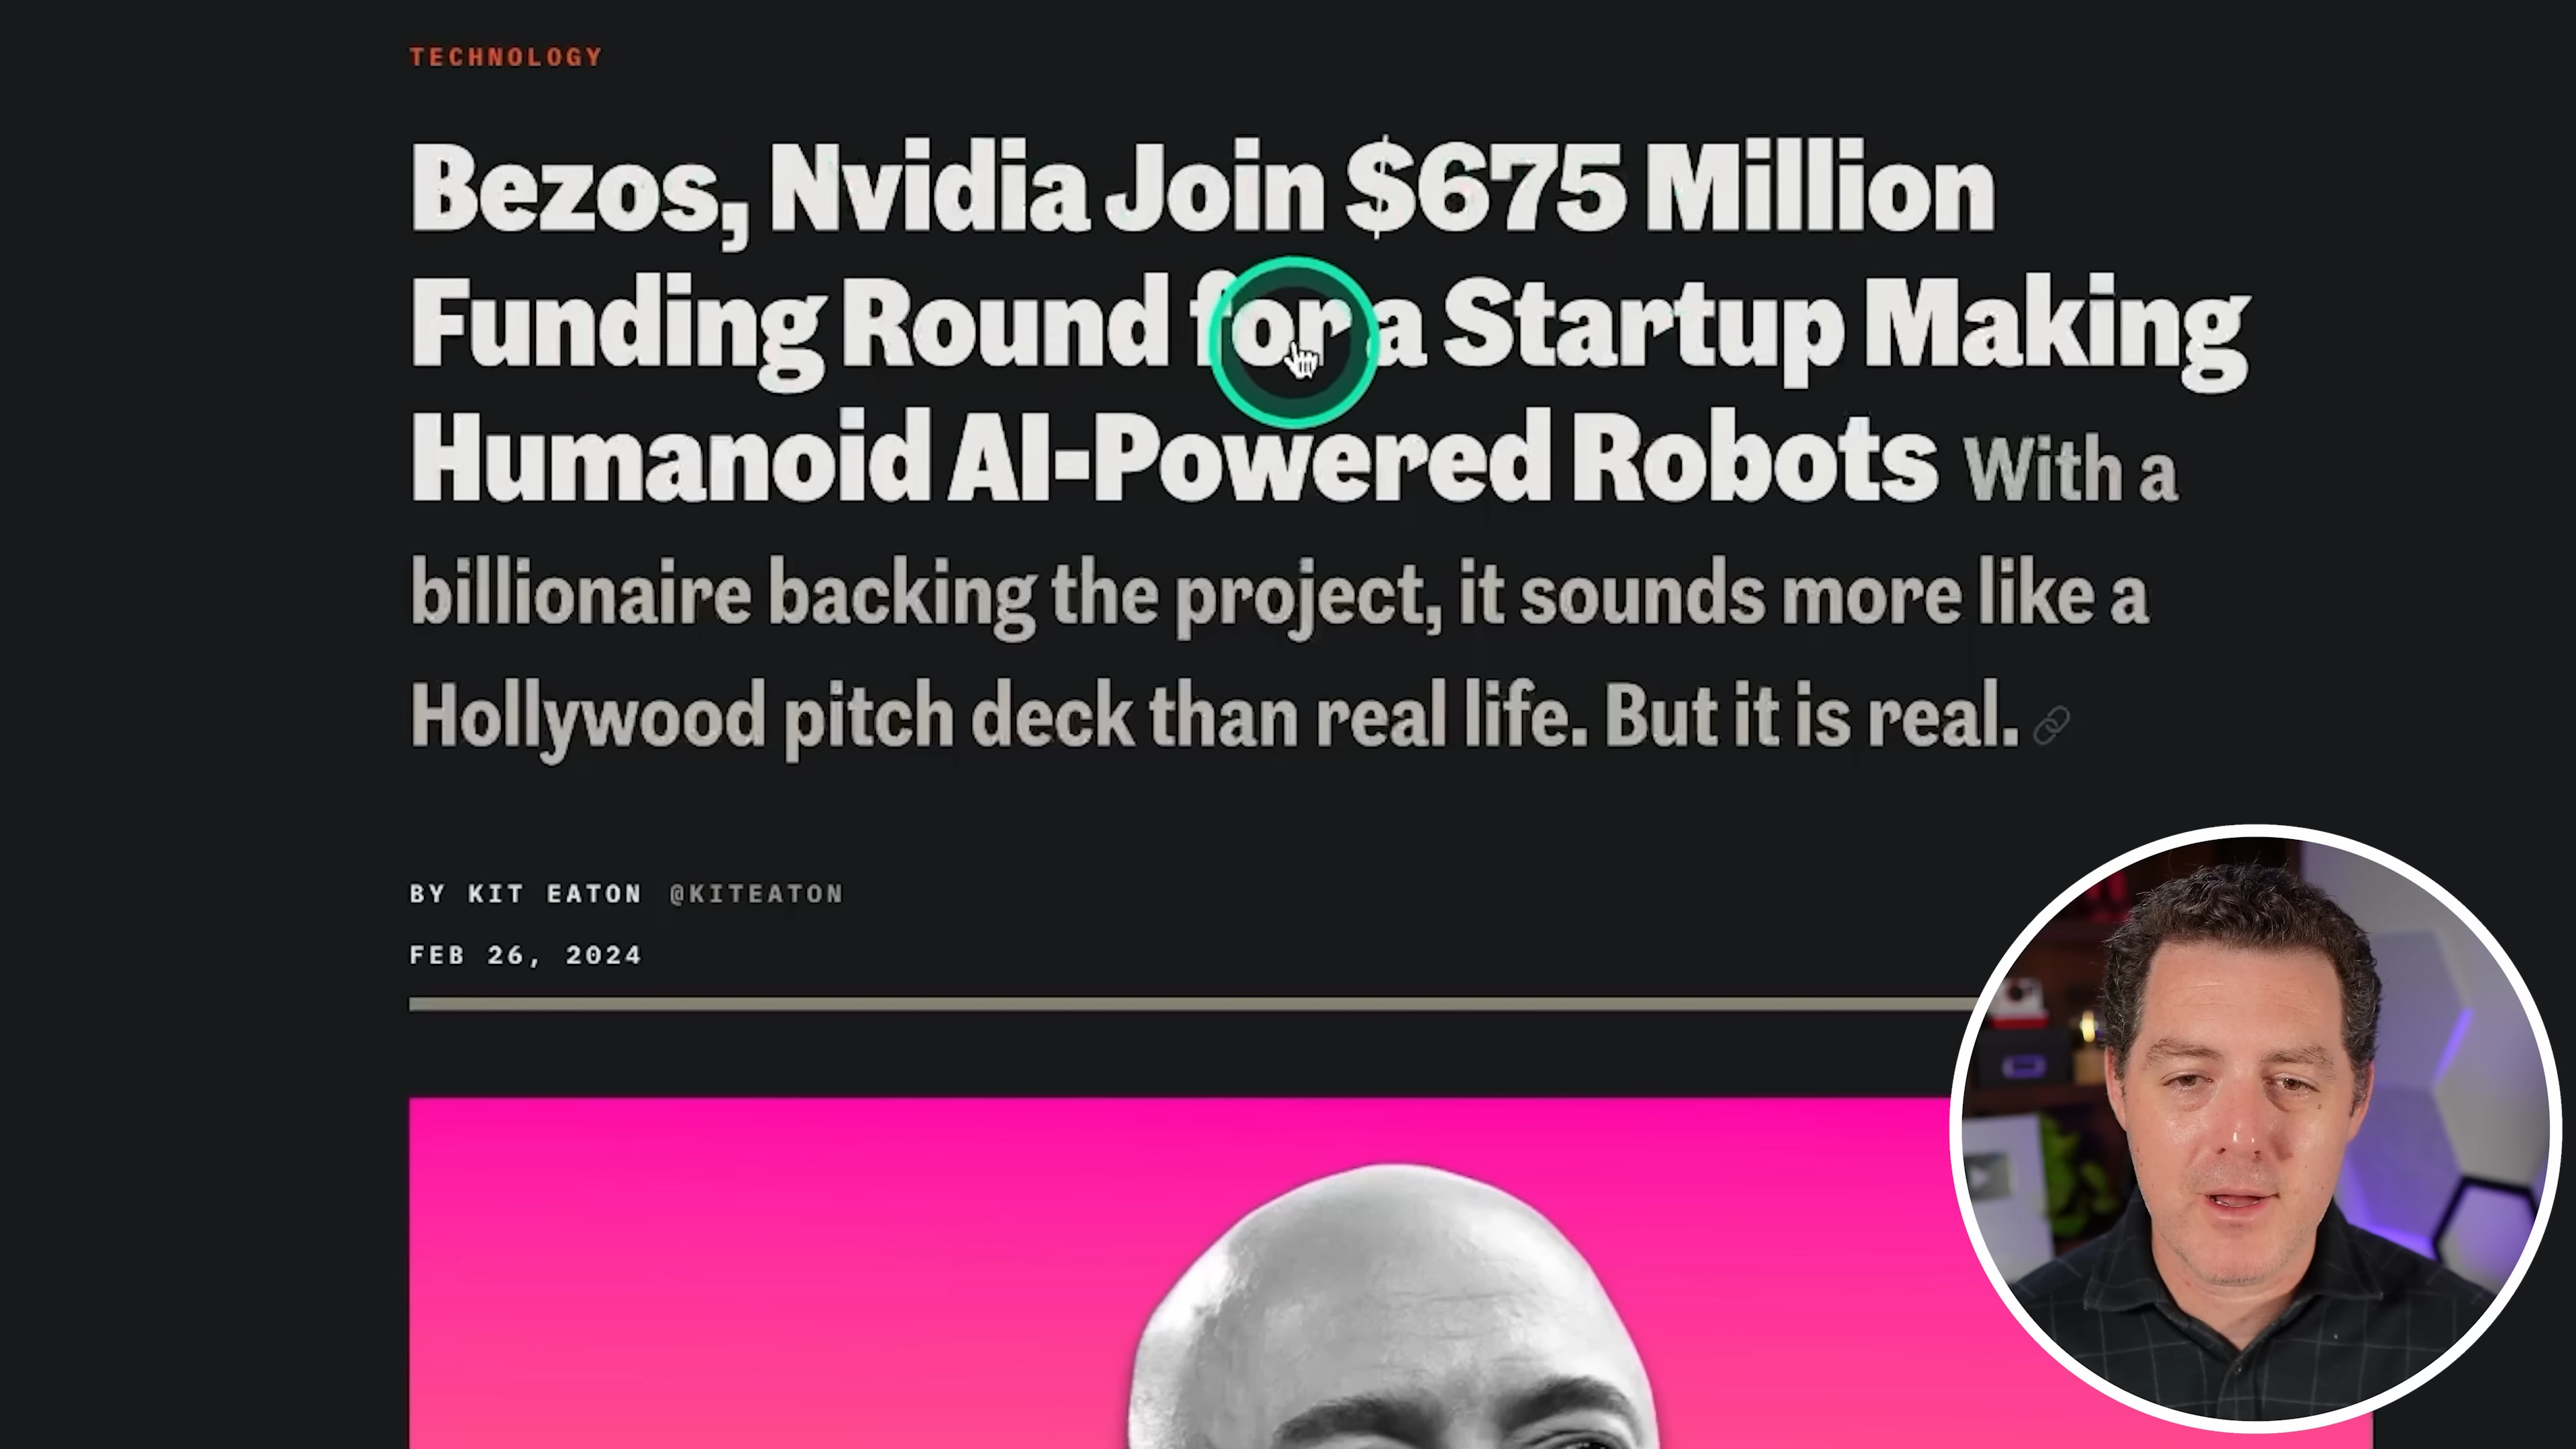 TECHNOLOGY
Bezos, Nvidia Join $675 Million
Funding Round for a Startup Making
Humanoid AI-Powered Robots With a
billionaire backing the project, it sounds more like a
Hollywood pitch deck than real life. But it is real.
BY KIT EATON @KITEATON
FEB 26, 2024